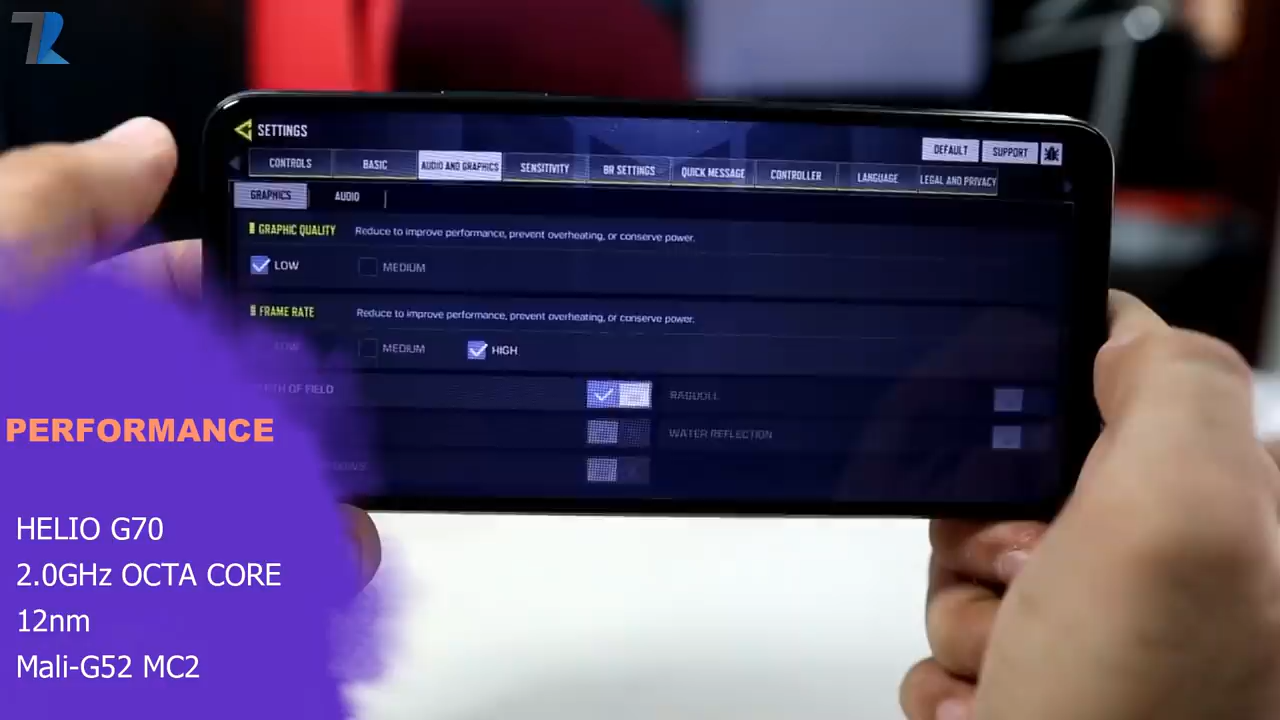 SETTINGS
DEFAULT
SUPPORT
CONTROLS
BASIC
AUDIO AND GRAPHICS
SENSITIVITY
BR SETTINGS
QUICK MESSAGE
CONTROLLER
LANGUAGE
LEGAL AND PRIVACY
GRAPHICS
AUDIO
GRAPHIC QUALITY
Reduce to improve performance, prevent overheating, or conserve power.
LOW
MEDIUM
FRAME RATE
Reduce to improve performance, prevent overheating, or conserve power.
LOW
MEDIUM
HIGH
OF FIELD
RAGDOLL
WATER REFLECTION
PERFORMANCE
HELIO G70
2.0GHz OCTA CORE
12nm
Mali-G52 MC2